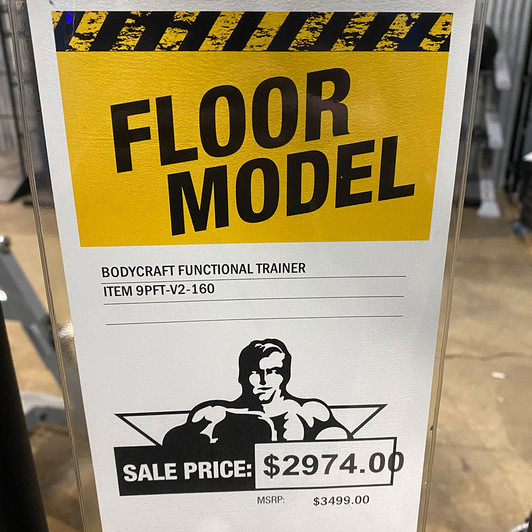 FLOOR
MODEL
BODYCRAFT FUNCTIONAL TRAINER
ITEM 9PFT-V2-160
SALE PRICE: $2974.00
MSRP: $3499.00